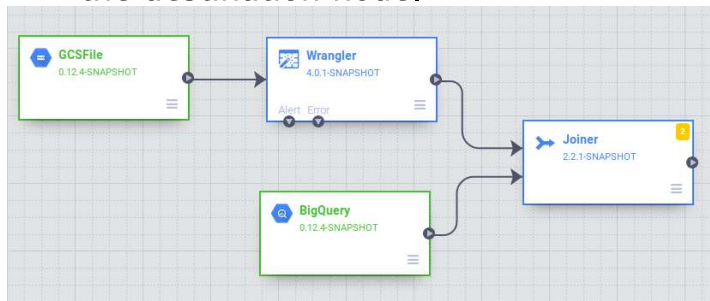 GCSFile
0.12.4-SNAPSHOT
Wrangler
4.0.1-SNAPSHOT
Alert Error
2
Joiner
2.2.1-SNAPSHOT
BigQuery
0.12.4-SNAPSHOT